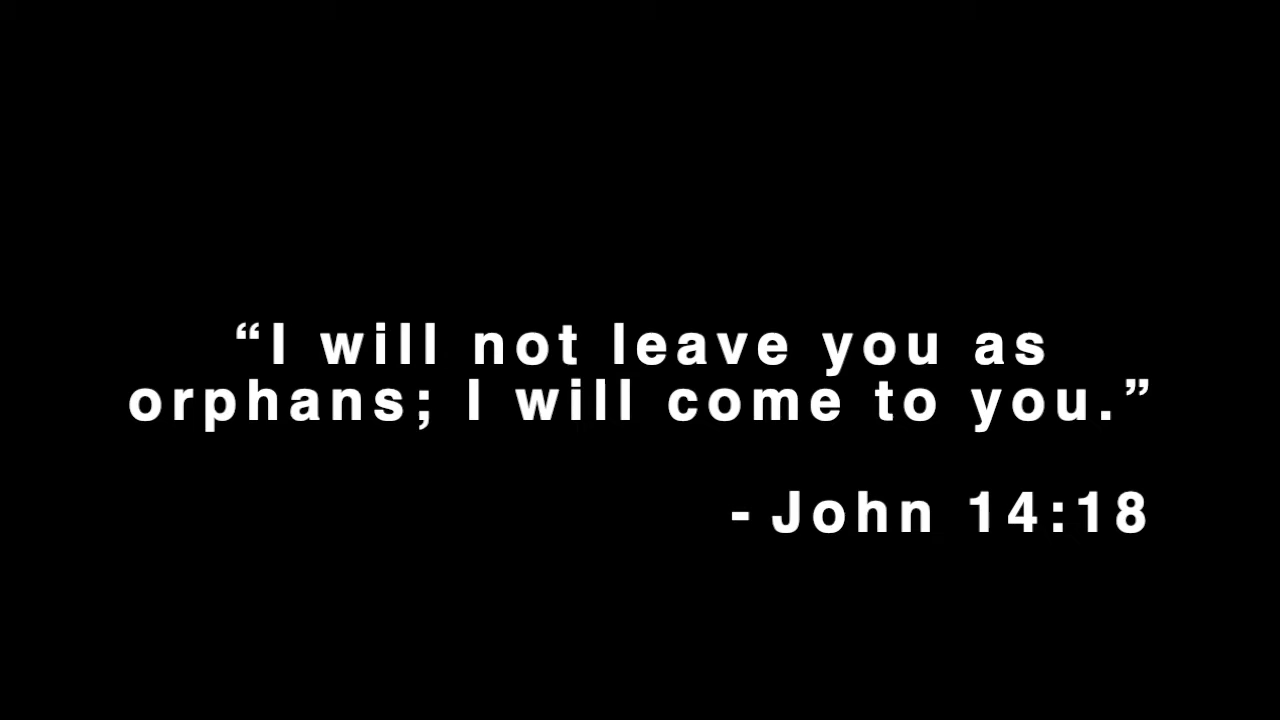 “I will not leave you as
orphans; I will come to you.”
- John 14:18